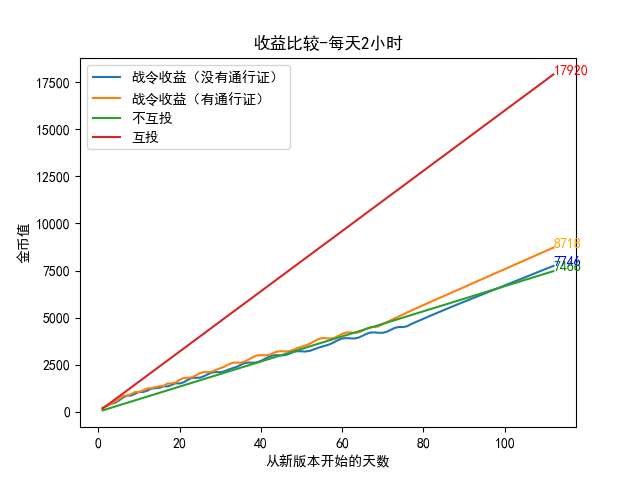 收益比较-每天2小时
17920
17500
战令收益（没有通行证）
战令收益（有通行证）
不互投
互投
15000
12500
10000
8718
7746
7466
7500
5000
2500
0
金币值
0 20 40 60 80 100
从新版本开始的天数